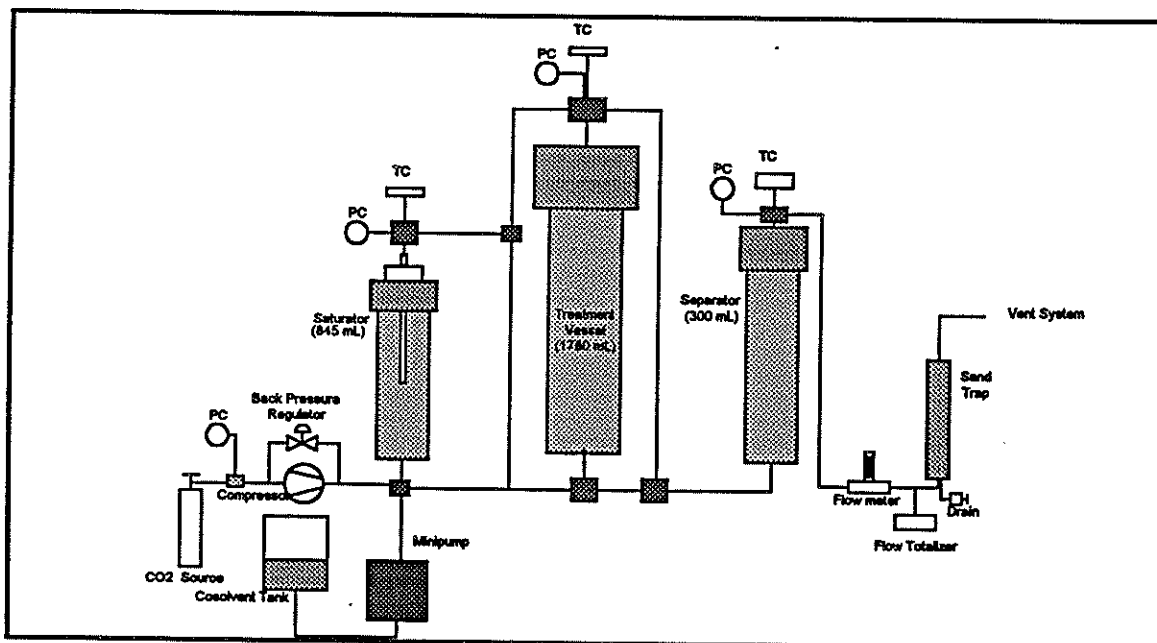 TC
PC
TC
PC
TC
PC
Saturator
(845 mL)
Treatment
Vessel
(1780 mL)
Separator
(300 mL)
Vent System
Sand
Trap
Back Pressure
Regulator
PC
Compressor
Flow meter
Drain
Flow Totalizer
Minipump
CO2 Source
Cosolvent Tank